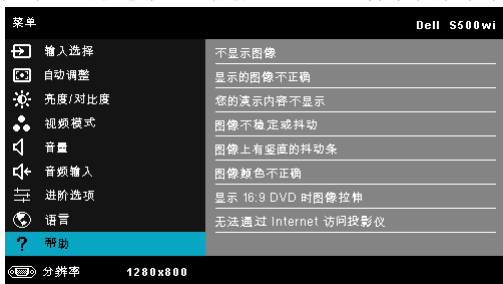 菜单
Dell S500wi
输入选择
自动调整
亮度/对比度
视频模式
音量
音频输入
进阶选项
语言
? 帮助
不显示图像
显示的图像不正确
您的演示内容不显示
图像不稳定或抖动
图像上有竖直的抖动条
图像颜色不正确
显示 16:9 DVD 时图像拉伸
无法通过 Internet 访问投影仪
分辨率 1280x800